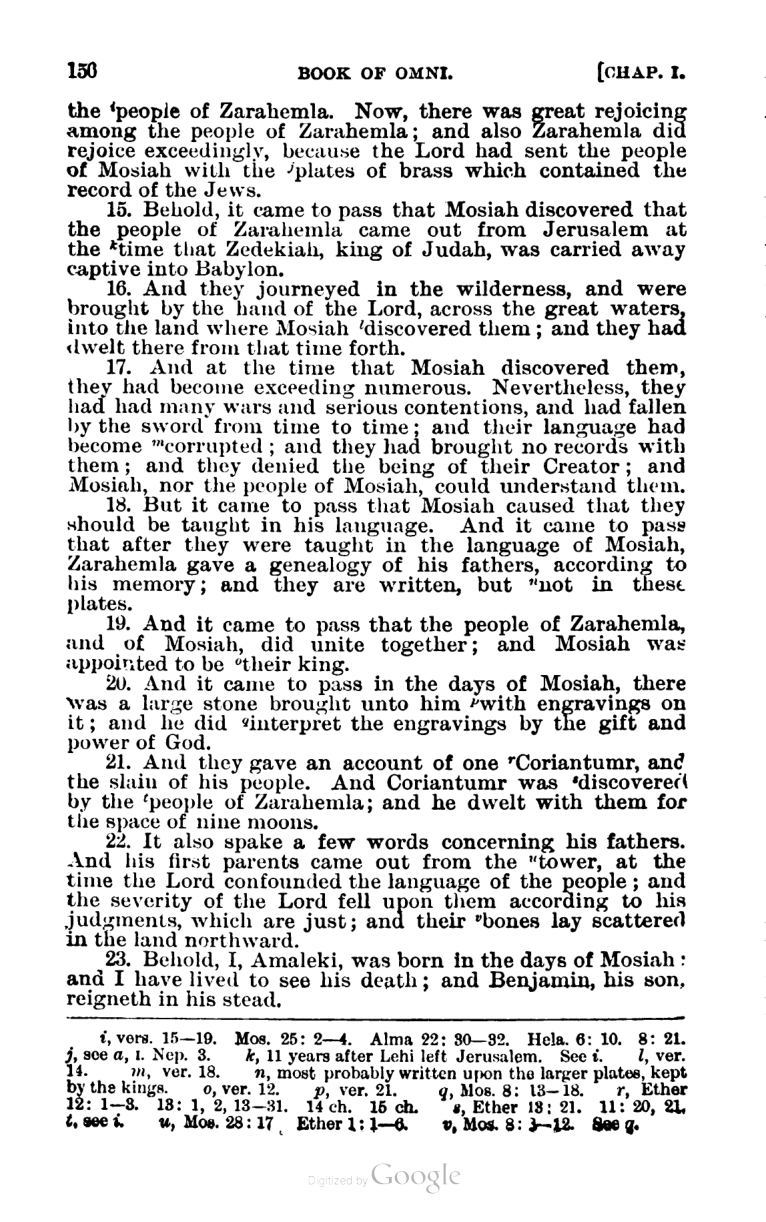 150 BOOK OF OMNI. [CHAP. I.
the ⁱpeople of Zarahemla. Now, there was great rejoicing
among the people of Zarahemla; and also Zarahemla did
rejoice exceedingly, because the Lord had sent the people
of Mosiah with the ʲplates of brass which contained the
record of the Jews.
15. Behold, it came to pass that Mosiah discovered that
the people of Zarahemla came out from Jerusalem at
the ᵏtime that Zedekiah, king of Judah, was carried away
captive into Babylon.
16. And they journeyed in the wilderness, and were
brought by the hand of the Lord, across the great waters,
into the land where Mosiah ˡdiscovered them; and they had
dwelt there from that time forth.
17. And at the time that Mosiah discovered them,
they had become exceeding numerous. Nevertheless, they
had had many wars and serious contentions, and had fallen
by the sword from time to time; and their language had
become ᵐcorrupted; and they had brought no records with
them; and they denied the being of their Creator; and
Mosiah, nor the people of Mosiah, could understand them.
18. But it came to pass that Mosiah caused that they
should be taught in his language. And it came to pass
that after they were taught in the language of Mosiah,
Zarahemla gave a genealogy of his fathers, according to
his memory; and they are written, but ⁿnot in these
plates.
19. And it came to pass that the people of Zarahemla,
and of Mosiah, did unite together; and Mosiah was
appointed to be ᵒtheir king.
20. And it came to pass in the days of Mosiah, there
was a large stone brought unto him ᵖwith engravings on
it; and he did qinterpret the engravings by the gift and
power of God.
21. And they gave an account of one ʳCoriantumr, and
the slain of his people. And Coriantumr was ˢdiscovered
by the ᵗpeople of Zarahemla; and he dwelt with them for
the space of nine moons.
22. It also spake a few words concerning his fathers.
And his first parents came out from the ᵘtower, at the
time the Lord confounded the language of the people; and
the severity of the Lord fell upon them according to his
judgments, which are just; and their ᵛbones lay scattered
in the land northward.
23. Behold, I, Amaleki, was born in the days of Mosiah:
and I have lived to see his death; and Benjamin, his son,
reigneth in his stead.
i, vers. 15—19. Mos. 25: 2—4. Alma 22: 30—32. Hela. 6: 10. 8: 21.
j, see a, I. Nep. 3. k, 11 years after Lehi left Jerusalem. See i. l, ver.
14. m, ver. 18. n, most probably written upon the larger plates, kept
by the kings. o, ver. 12. p, ver. 21. q, Mos. 8: 13—18. r, Ether
12: 1—3. 13: 1, 2, 13—31. 14 ch. 15 ch. s, Ether 13: 21. 11: 20, 21.
t, see i. u, Mos. 28: 17. Ether 1: 1—6. v, Mos. 8: —12. See q.
Digitized by Google